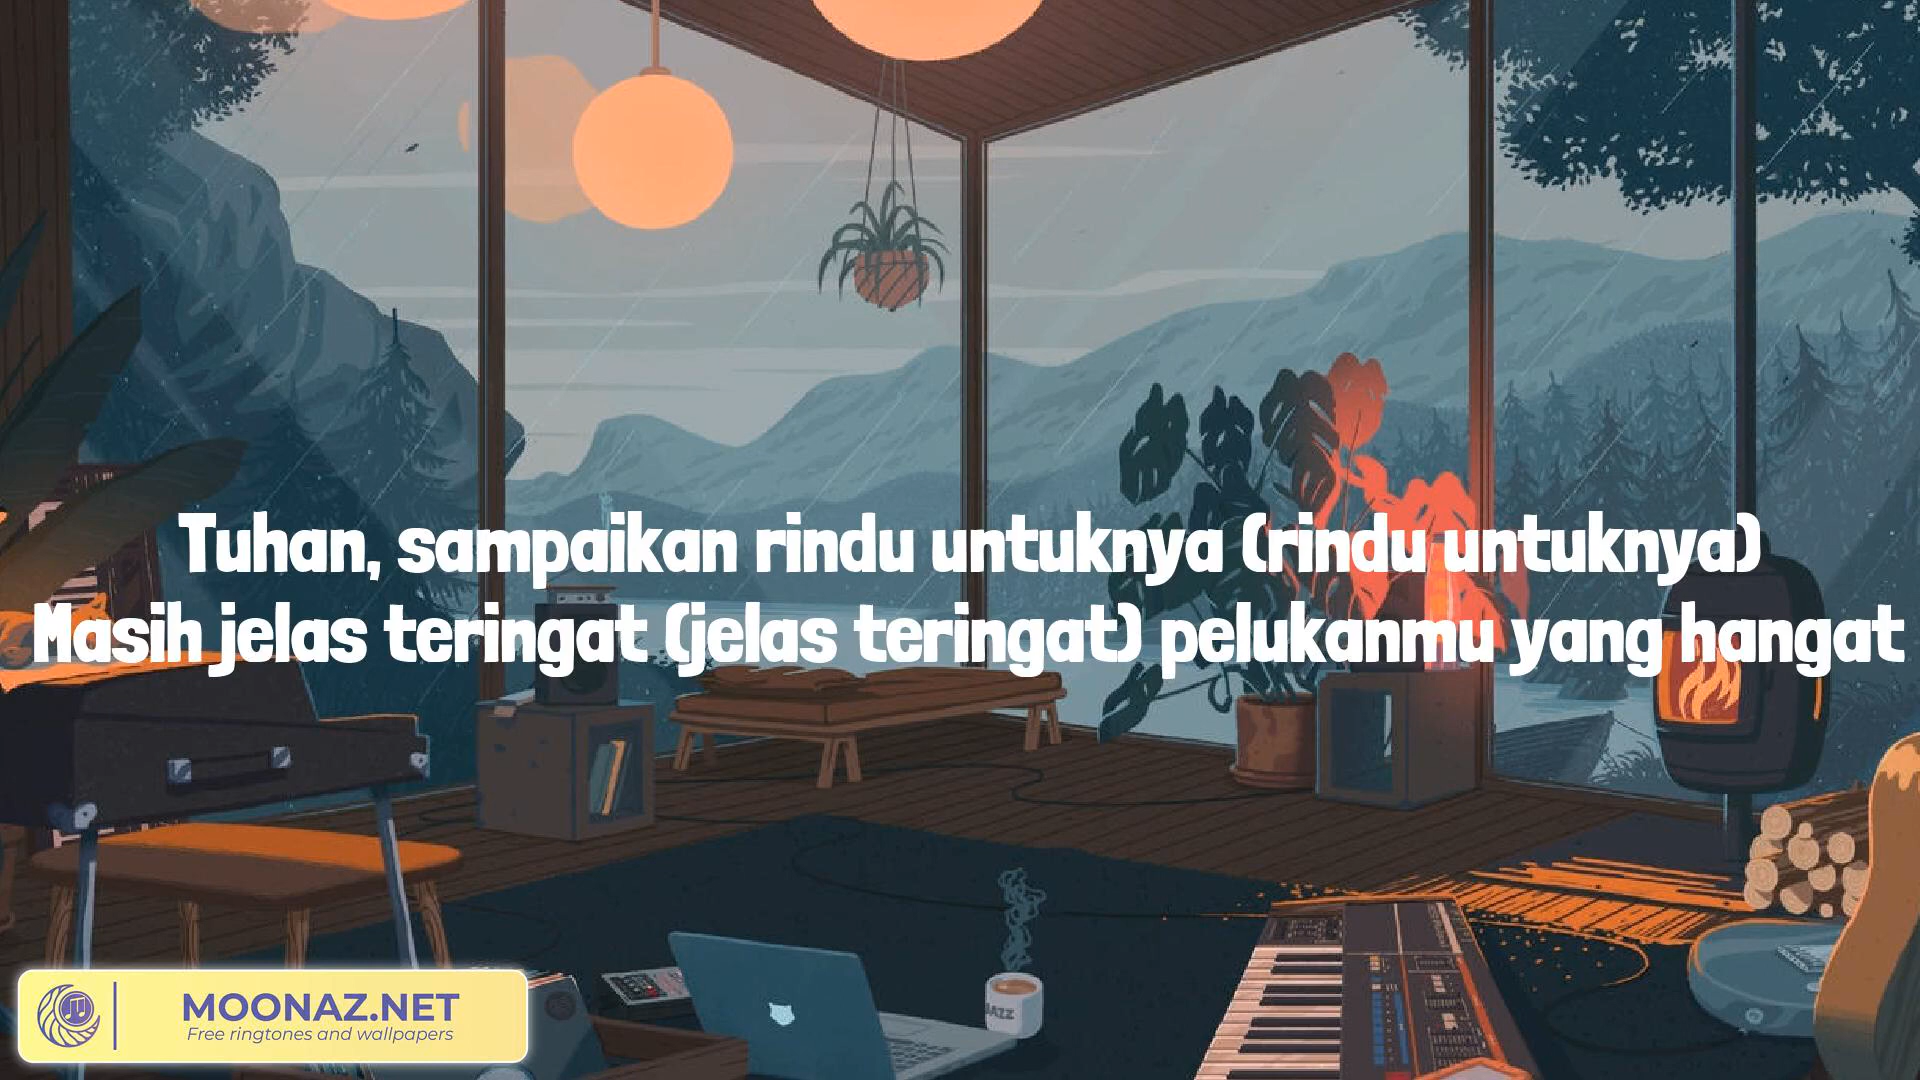 Tuhan, sampaikan rindu untuknya (rindu untuknya)
Masih jelas teringat (jelas teringat) pelukanmu yang hangat
JAZZ
MOONAZ.NET
Free ringtones and wallpapers